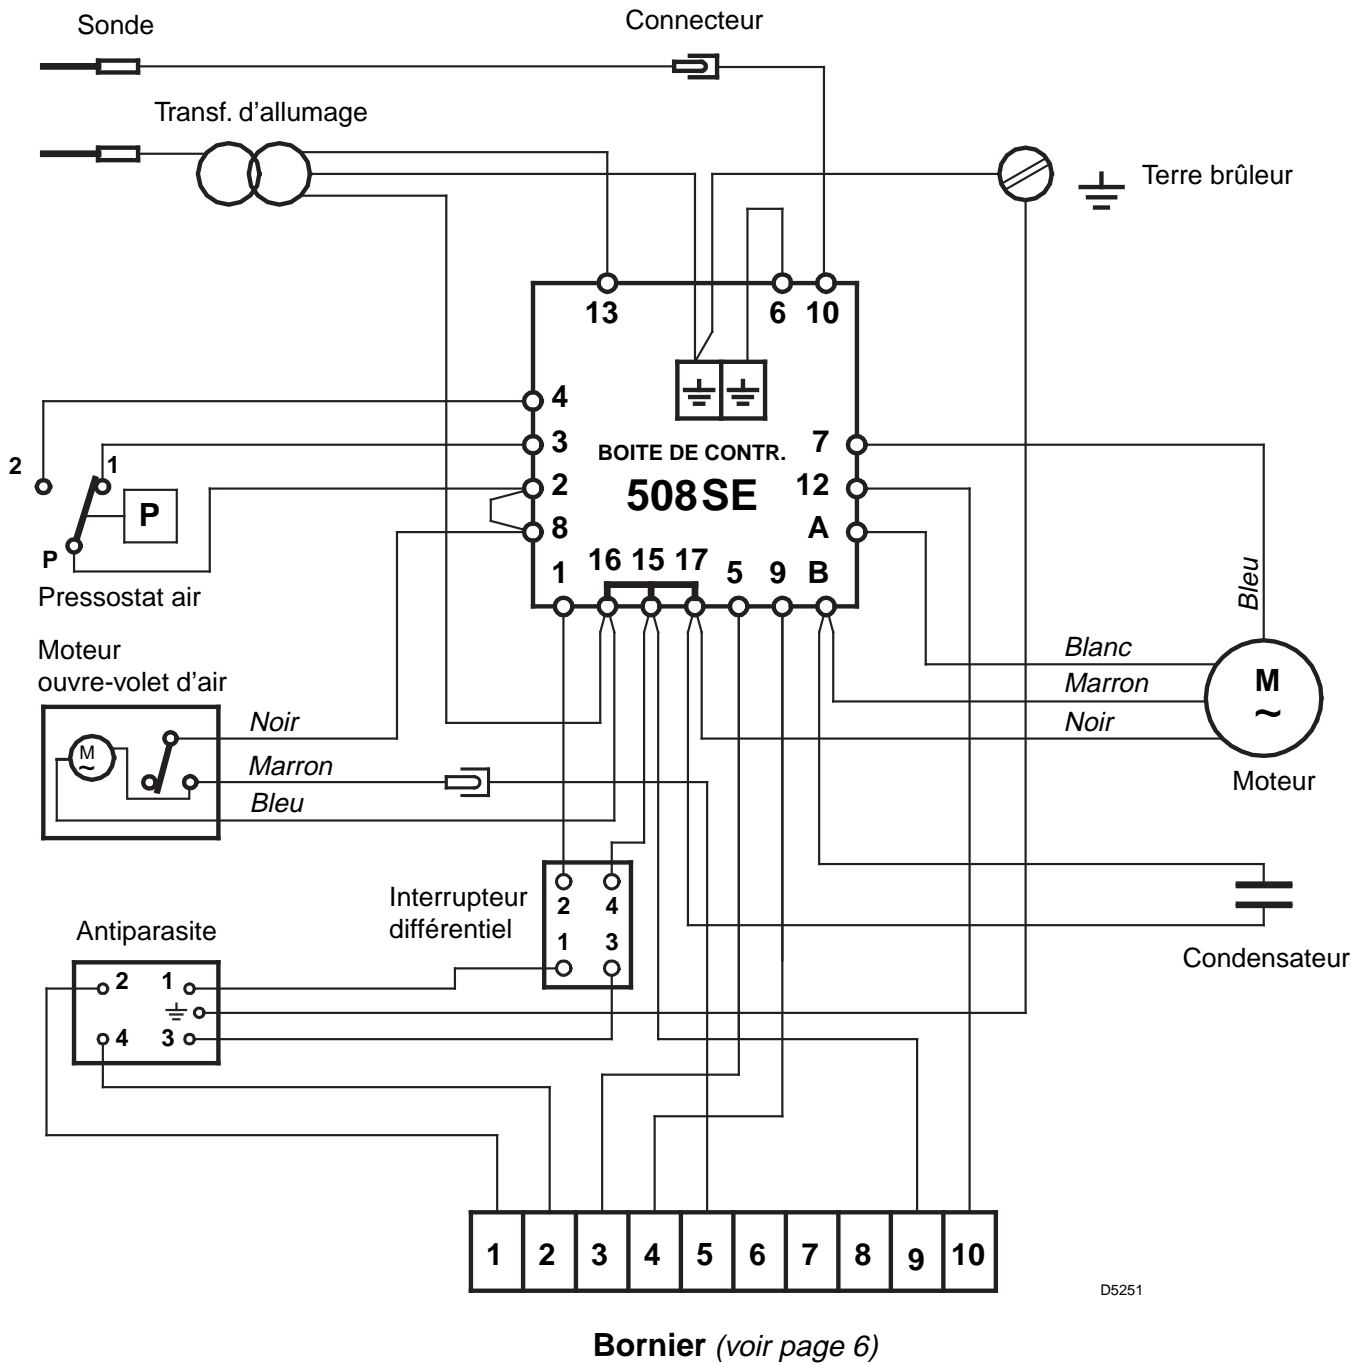 Sonde
Connecteur
Transf. d'allumage
Terre brûleur
13
6
10
4
3
2
8
BOITE DE CONTR.
508 SE
7
12
A
1
16
15
17
5
9
B
2
1
P
P
Pressostat air
Moteur
ouvre-volet d'air
M
~
Noir
Marron
Bleu
Bleu
Blanc
Marron
Noir
M
~
Moteur
Interrupteur
différentiel
2
4
1
3
Condensateur
Antiparasite
2
1
4
3
1
2
3
4
5
6
7
8
9
10
D5251
Bornier (voir page 6)